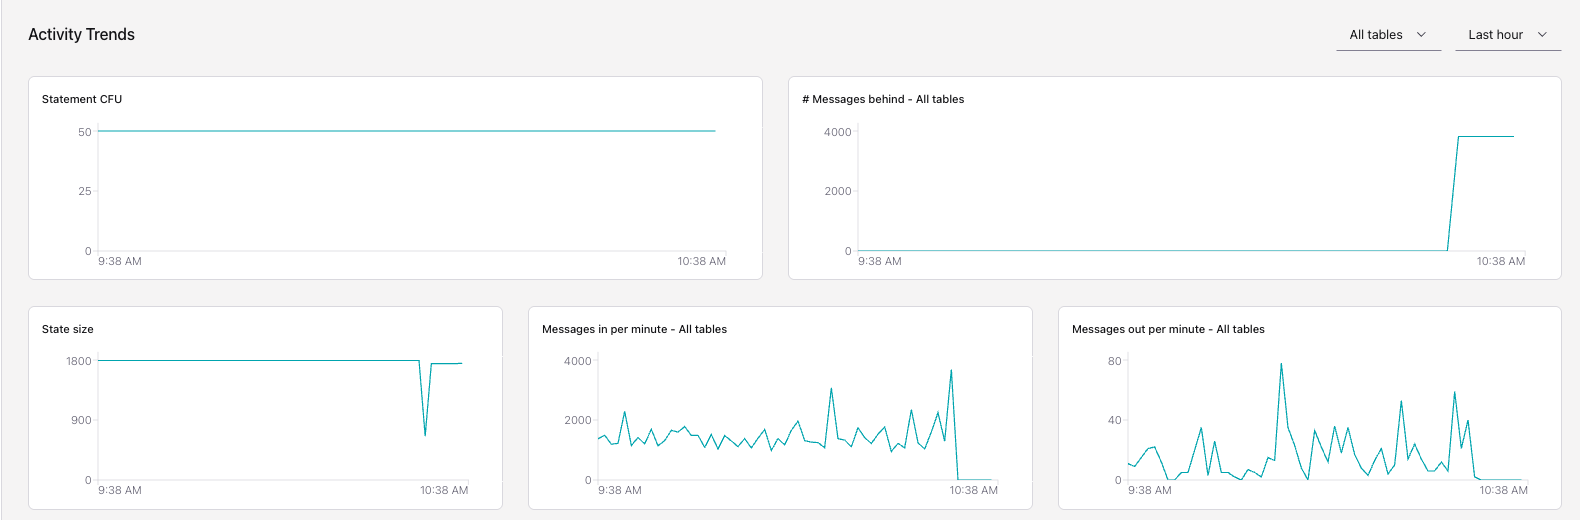 Activity Trends
All tables
Last hour
Statement CFU
50
25
0
9:38 AM
10:38 AM
# Messages behind - All tables
4000
2000
0
9:38 AM
10:38 AM
State size
1800
900
0
9:38 AM
10:38 AM
Messages in per minute - All tables
4000
2000
0
9:38 AM
10:38 AM
Messages out per minute - All tables
80
40
0
9:38 AM
10:38 AM